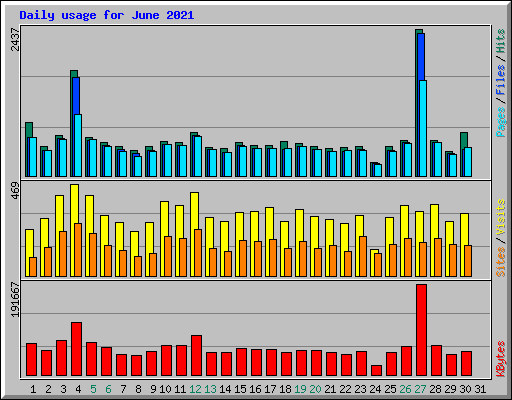 Daily usage for June 2021
2437
Pages / Files / Hits
469
Sites / Visits
191667
KBytes
1 2 3 4 5 6 7 8 9 10 11 12 13 14 15 16 17 18 19 20 21 22 23 24 25 26 27 28 29 30 31